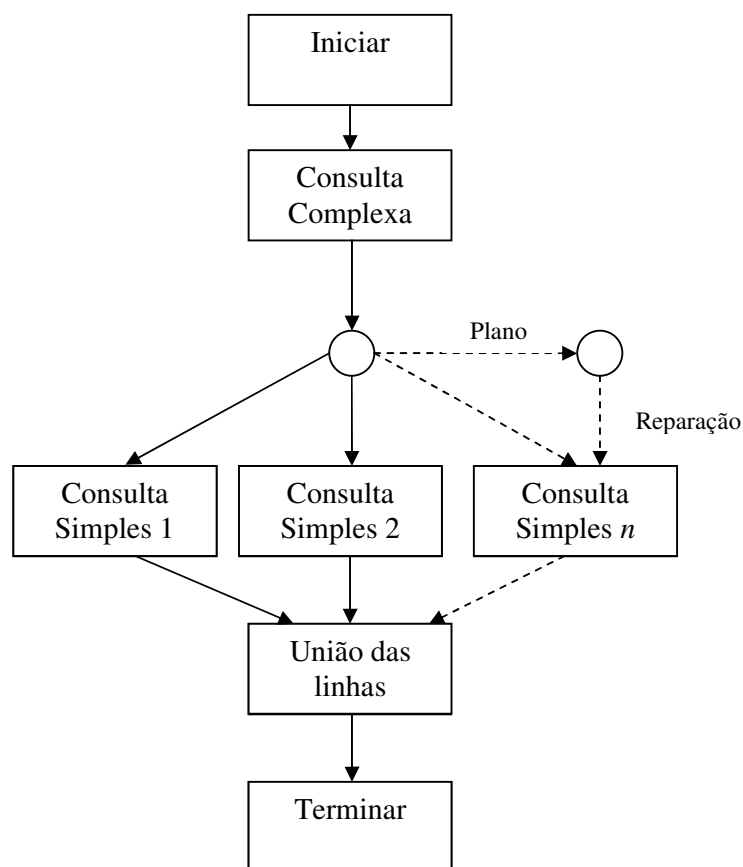 Iniciar
Consulta
Complexa
Plano
Reparação
Consulta
Simples 1
Consulta
Simples 2
Consulta
Simples n
União das
linhas
Terminar